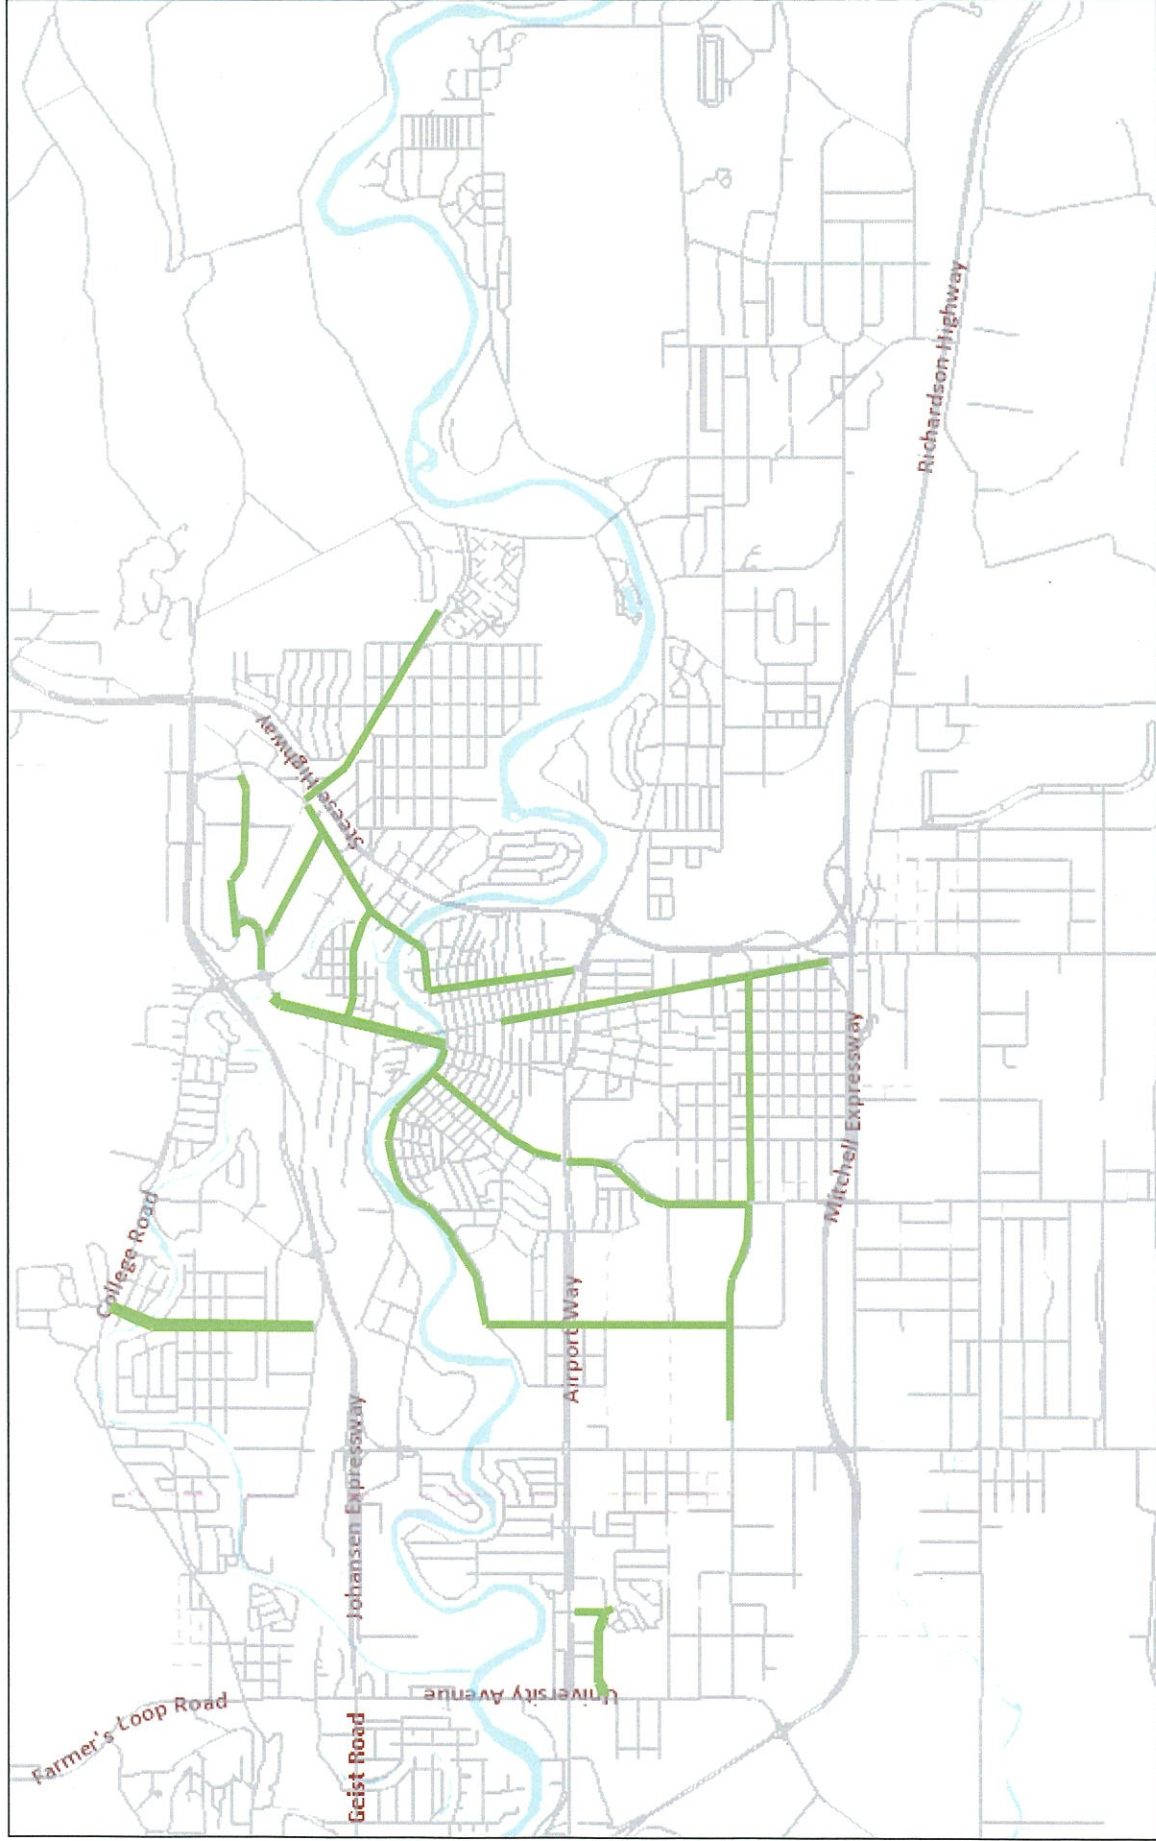 Farmer's Loop Road
College Road
Steese Highway
Geist Road
Johansen Expressway
University Avenue
Airport Way
Mitchell Expressway
Richardson Highway